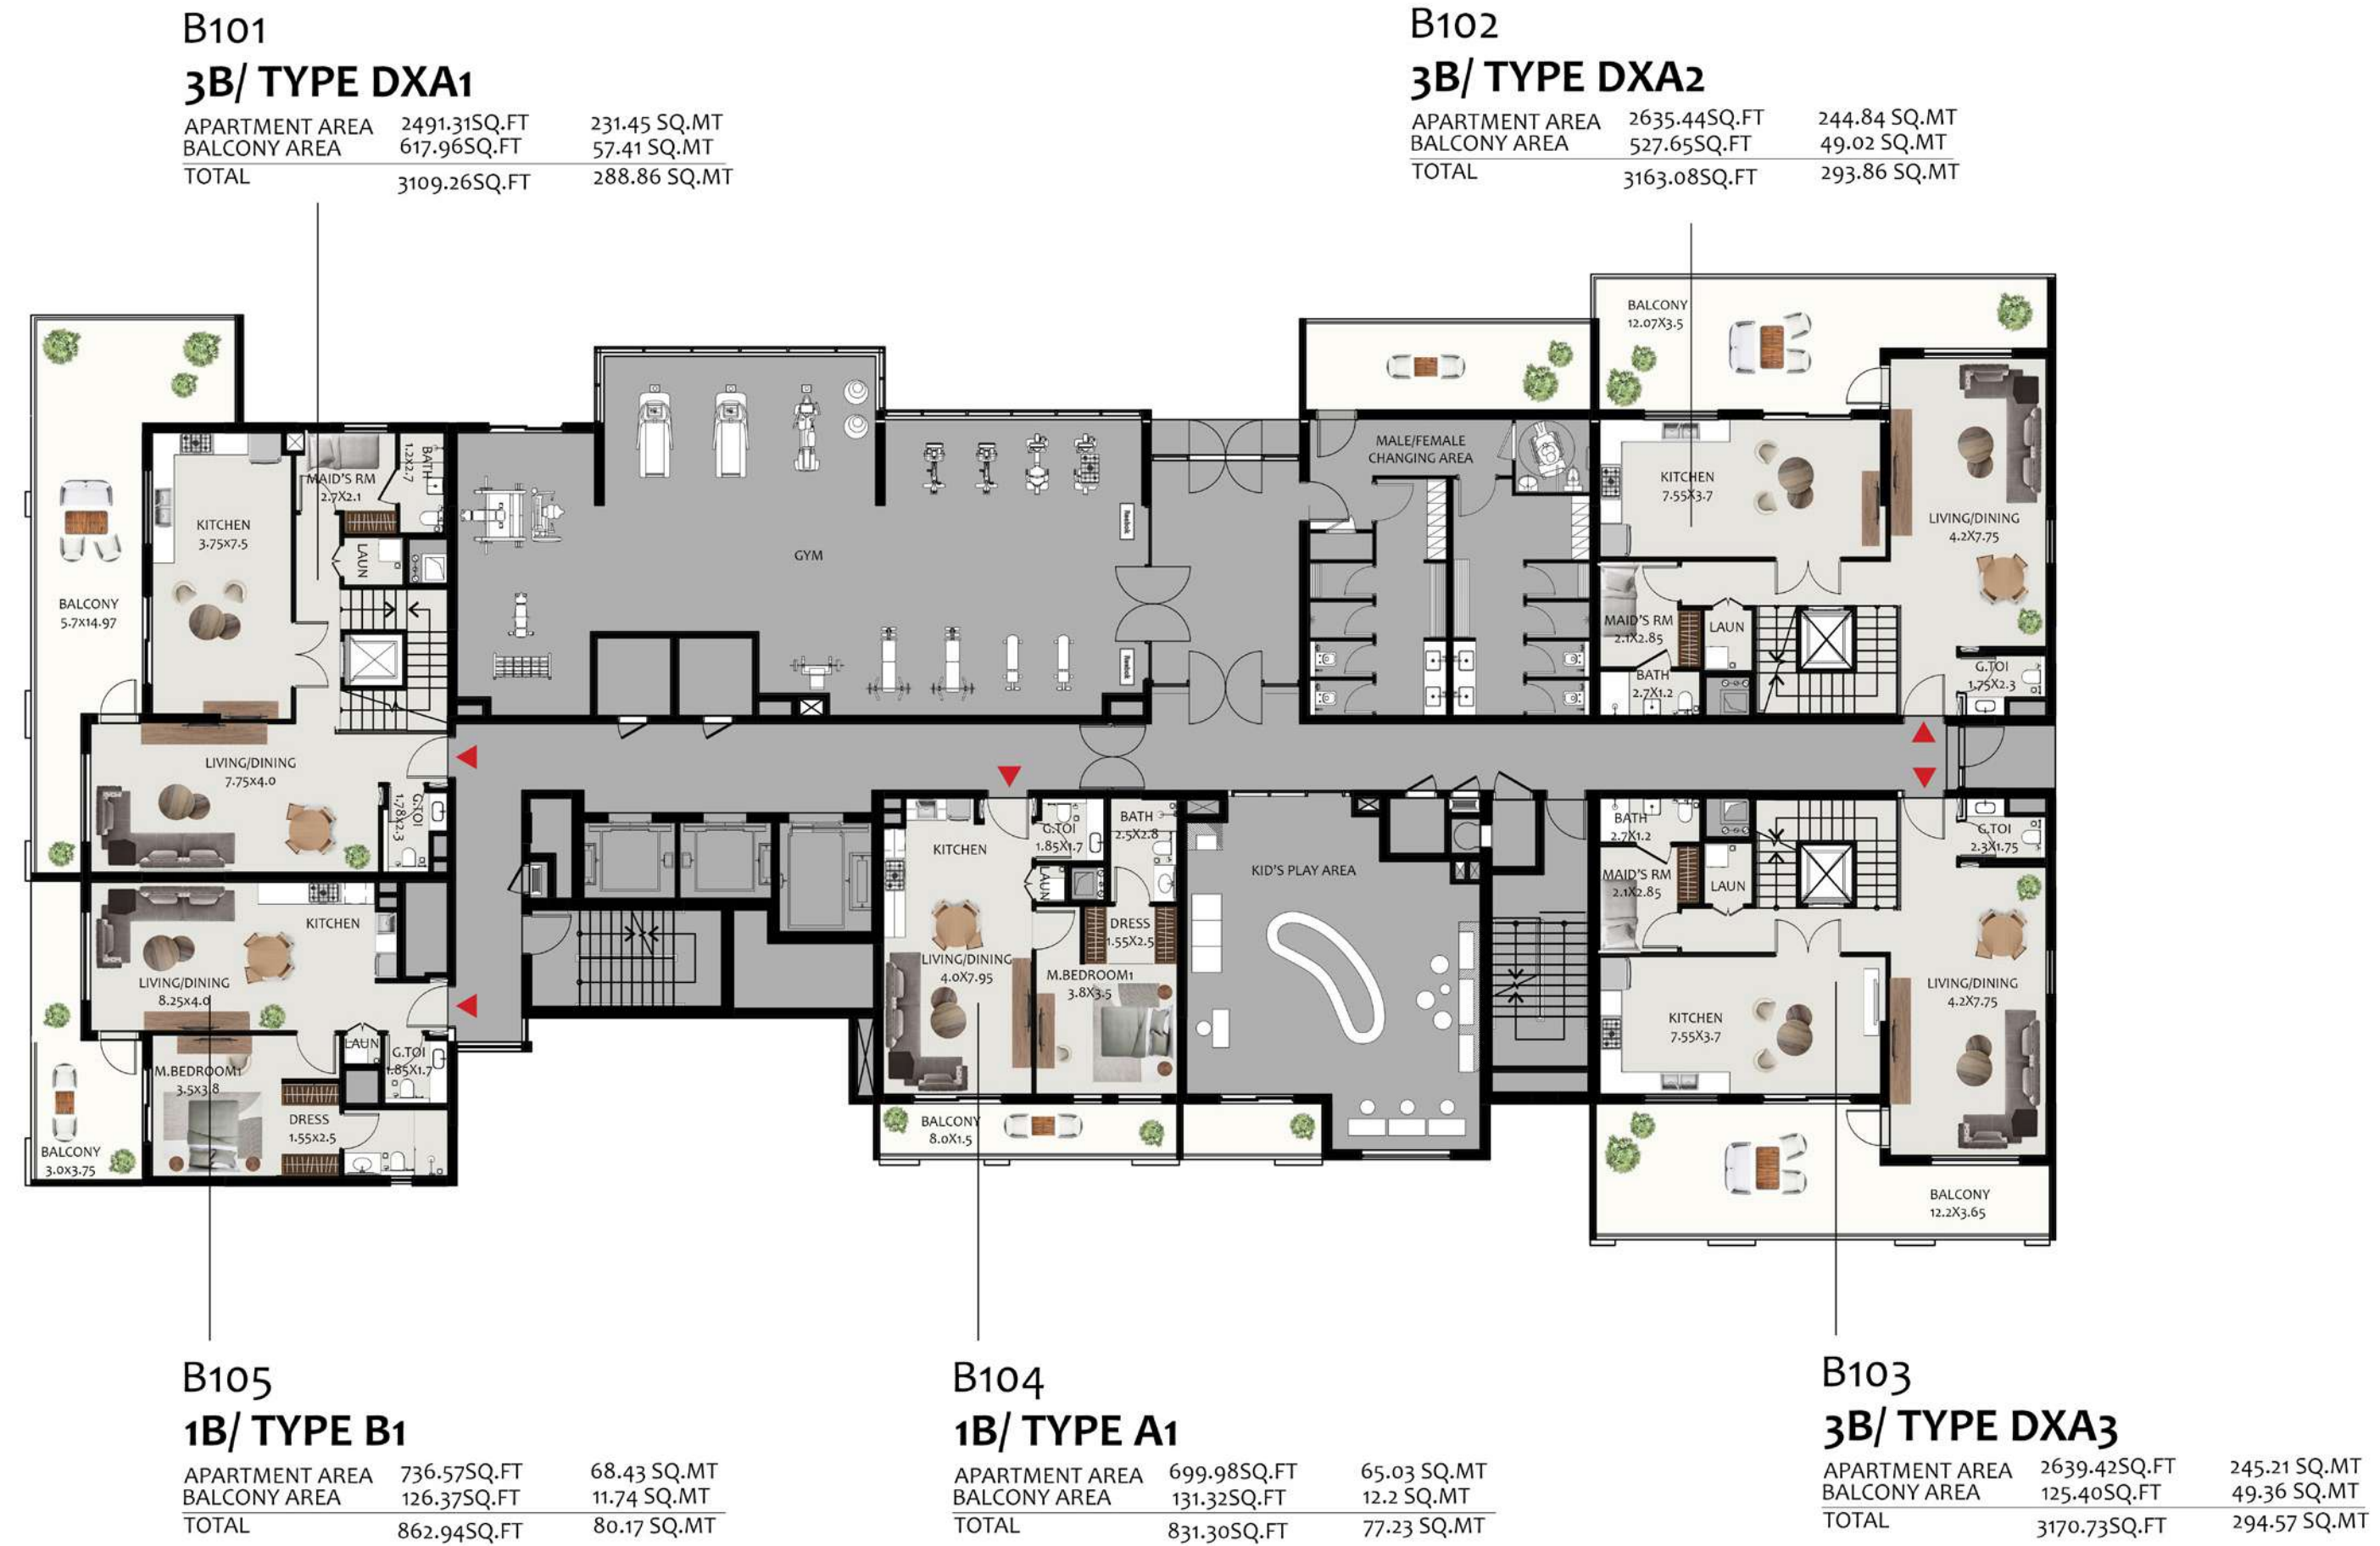 B101
3B/ TYPE DXA1
APARTMENT AREA 2491.31SQ.FT 231.45 SQ.MT
BALCONY AREA 617.96SQ.FT 57.41 SQ.MT
TOTAL 3109.26SQ.FT 288.86 SQ.MT
B102
3B/ TYPE DXA2
APARTMENT AREA 2635.44SQ.FT 244.84 SQ.MT
BALCONY AREA 527.65SQ.FT 49.02 SQ.MT
TOTAL 3163.08SQ.FT 293.86 SQ.MT
KITCHEN
3.75x7.5
MAID'S RM
2.7X2.1
BATH
1.2x2.7
LAUN
BALCONY
5.7x14.97
LIVING/DINING
7.75x4.0
G.TOI
1.78x2.3
GYM
Reebok
Reebok
MALE/FEMALE
CHANGING AREA
BALCONY
12.07X3.5
KITCHEN
7.55X3.7
LIVING/DINING
4.2X7.75
MAID'S RM
2.1X2.85
LAUN
BATH
2.7X1.2
G.TOI
1.75X2.3
KITCHEN
LIVING/DINING
8.25x4.0
M.BEDROOM1
3.5x3.8
LAUN
G.TOI
1.85X1.7
DRESS
1.55x2.5
BALCONY
3.0x3.75
KITCHEN
G.TOI
1.85X1.7
BATH
2.5X2.8
LAUN
DRESS
1.55X2.5
LIVING/DINING
4.0X7.95
M.BEDROOM1
3.8X3.5
BALCONY
8.0X1.5
KID'S PLAY AREA
BATH
2.7X1.2
MAID'S RM
2.1X2.85
LAUN
G.TOI
2.3X1.75
KITCHEN
7.55X3.7
LIVING/DINING
4.2X7.75
BALCONY
12.2X3.65
B105
1B/ TYPE B1
APARTMENT AREA 736.57SQ.FT 68.43 SQ.MT
BALCONY AREA 126.37SQ.FT 11.74 SQ.MT
TOTAL 862.94SQ.FT 80.17 SQ.MT
B104
1B/ TYPE A1
APARTMENT AREA 699.98SQ.FT 65.03 SQ.MT
BALCONY AREA 131.32SQ.FT 12.2 SQ.MT
TOTAL 831.30SQ.FT 77.23 SQ.MT
B103
3B/ TYPE DXA3
APARTMENT AREA 2639.42SQ.FT 245.21 SQ.MT
BALCONY AREA 125.40SQ.FT 49.36 SQ.MT
TOTAL 3170.73SQ.FT 294.57 SQ.MT